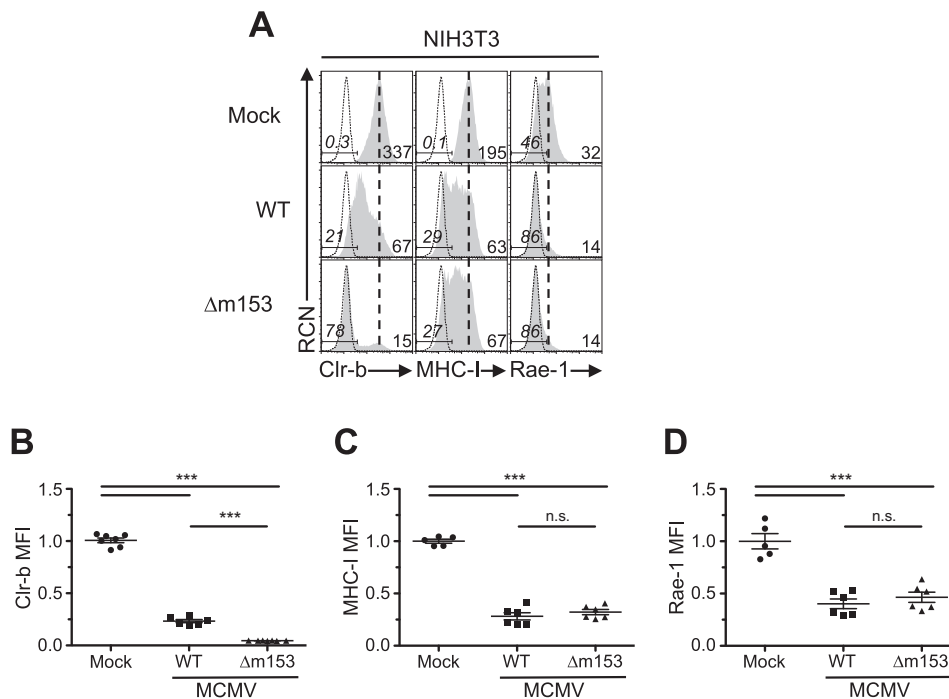 A
NIH3T3
Mock
0.3 337
0.1 195
46 32
WT
21 67
29 63
86 14
Δm153
78 15
27 67
86 14
RCN
Clr-b MHC-I Rae-1
B
***
***
Clr-b MFI
1.5
1.0
0.5
0.0
Mock WT Δm153
MCMV
C
***
n.s.
MHC-I MFI
1.5
1.0
0.5
0.0
Mock WT Δm153
MCMV
D
***
n.s.
Rae-1 MFI
1.5
1.0
0.5
0.0
Mock WT Δm153
MCMV